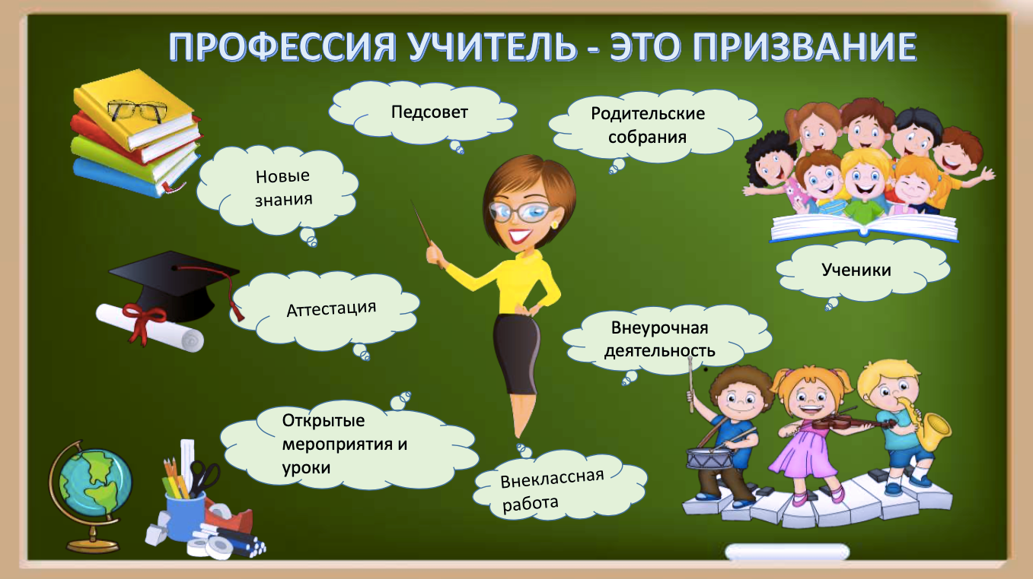 ПРОФЕССИЯ УЧИТЕЛЬ - ЭТО ПРИЗВАНИЕ
Педсовет
Родительские
собрания
Новые
знания
Ученики
Аттестация
Внеурочная
деятельность
Открытые
мероприятия и
уроки
Внеклассная
работа